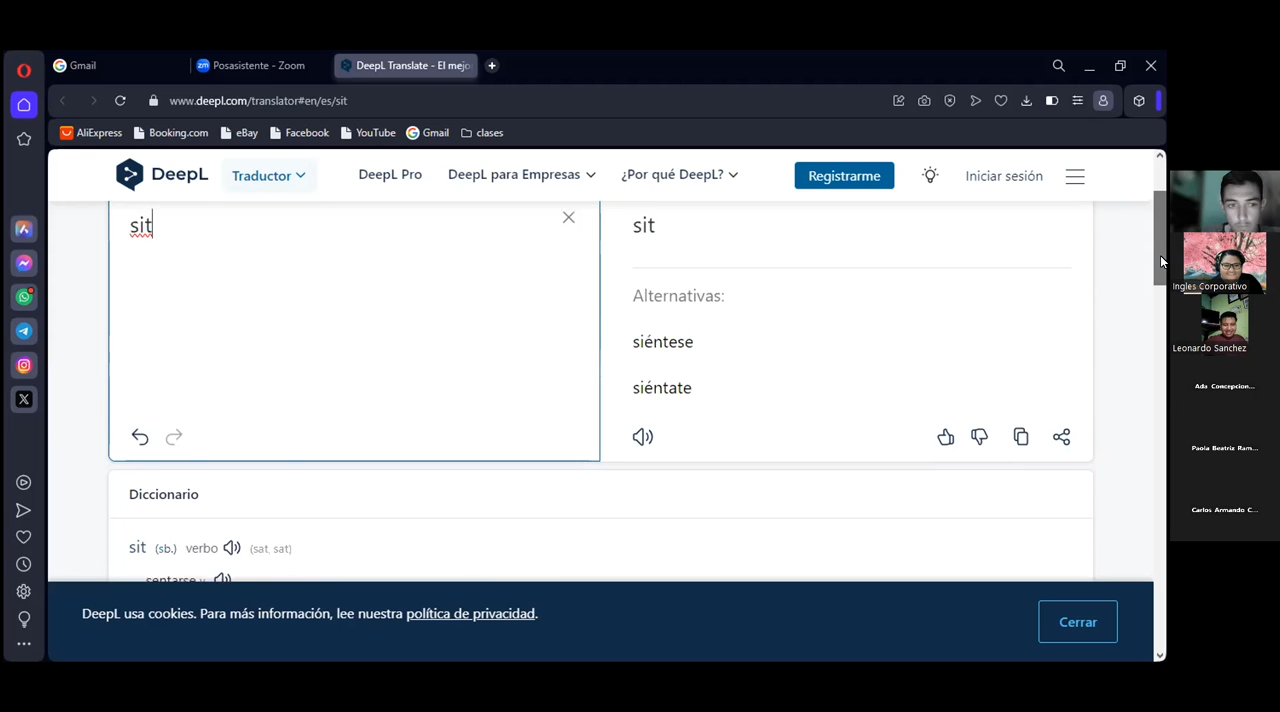 Gmail
Posasistente - Zoom
DeepL Translate - El mejo
www.deepl.com/translator#en/es/sit
AliExpress
Booking.com
eBay
Facebook
YouTube
Gmail
clases
DeepL
Traductor
DeepL Pro
DeepL para Empresas
¿Por qué DeepL?
Registrarme
Iniciar sesión
sit
sit
Alternativas:
siéntese
siéntate
Diccionario
sit (sb.) verbo (sat, sat)
sentarse v
DeepL usa cookies. Para más información, lee nuestra política de privacidad.
Cerrar
Ingles Corporativo
Leonardo Sanchez
Ada Concepcion...
Paola Beatriz Ram...
Carlos Armando C...